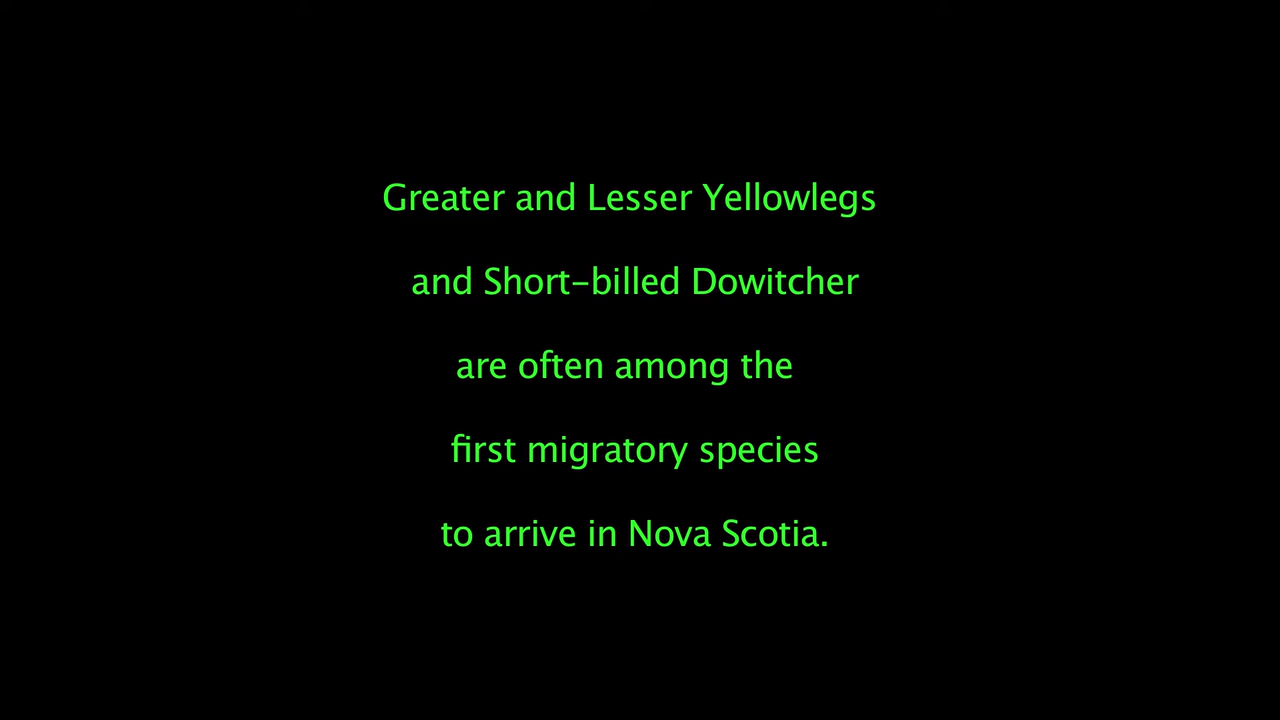 Greater and Lesser Yellowlegs
and Short-billed Dowitcher
are often among the
first migratory species
to arrive in Nova Scotia.